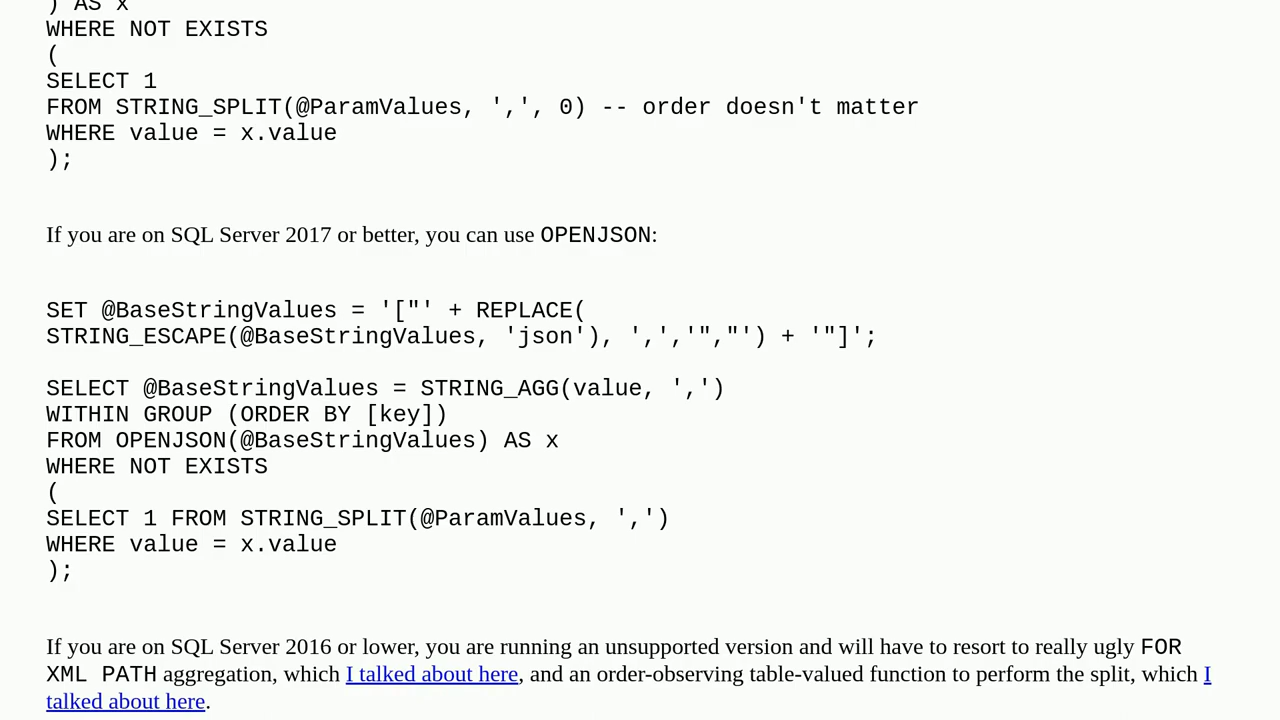 ) AS x
WHERE NOT EXISTS
(
SELECT 1
FROM STRING_SPLIT(@ParamValues, ',', 0) -- order doesn't matter
WHERE value = x.value
);
If you are on SQL Server 2017 or better, you can use OPENJSON:
SET @BaseStringValues = '["' + REPLACE(
STRING_ESCAPE(@BaseStringValues, 'json'), ',','","') + '"]';
SELECT @BaseStringValues = STRING_AGG(value, ',')
WITHIN GROUP (ORDER BY [key])
FROM OPENJSON(@BaseStringValues) AS x
WHERE NOT EXISTS
(
SELECT 1 FROM STRING_SPLIT(@ParamValues, ',')
WHERE value = x.value
);
If you are on SQL Server 2016 or lower, you are running an unsupported version and will have to resort to really ugly FOR
XML PATH aggregation, which I talked about here, and an order-observing table-valued function to perform the split, which I
talked about here.